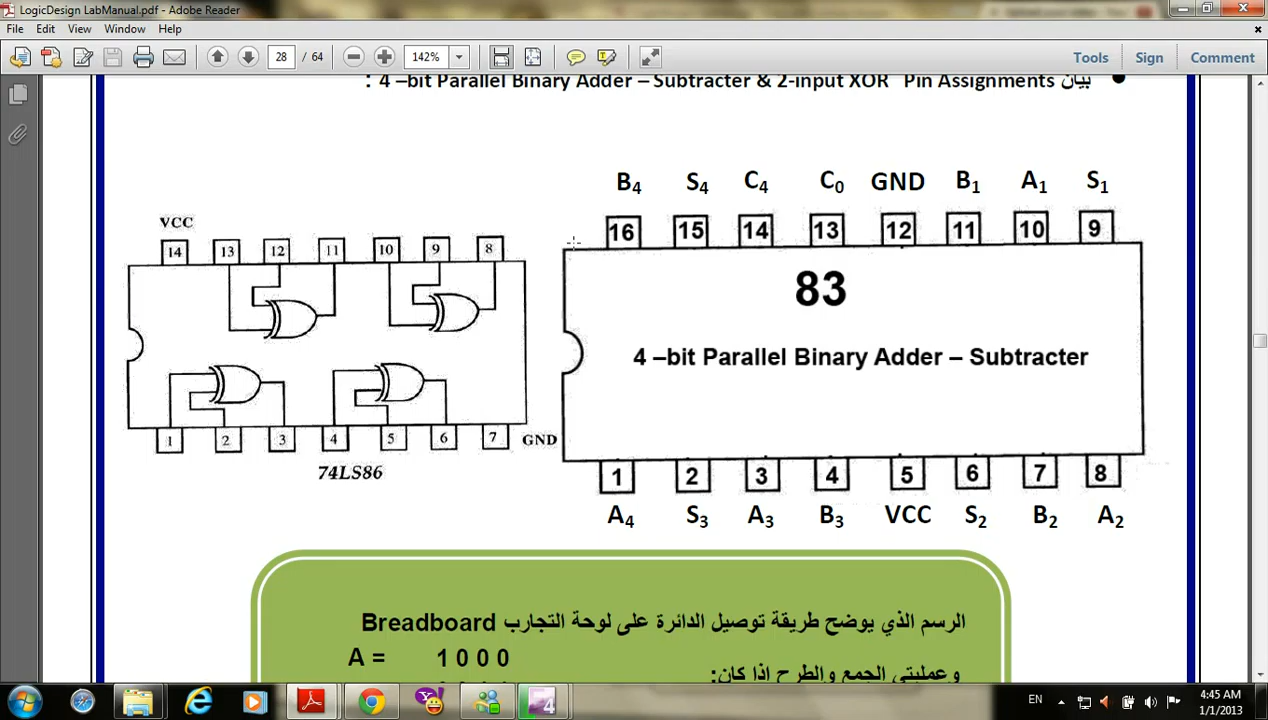 LogicDesign LabManual.pdf - Adobe Reader
File Edit View Window Help
28 / 64 142% Tools Sign Comment
بيان 4 –bit Parallel Binary Adder – Subtracter & 2-input XOR Pin Assignments :
B4 S4 C4 C0 GND B1 A1 S1
16 15 14 13 12 11 10 9
VCC
14 13 12 11 10 9 8
83
4 –bit Parallel Binary Adder – Subtracter
1 2 3 4 5 6 7 GND
74LS86
1 2 3 4 5 6 7 8
A4 S3 A3 B3 VCC S2 B2 A2
الرسم الذي يوضح طريقة توصيل الدائرة على لوحة التجارب Breadboard
A = 1 0 0 0
وعمليتي الجمع والطرح اذا كان:
EN 4:45 AM
1/1/2013